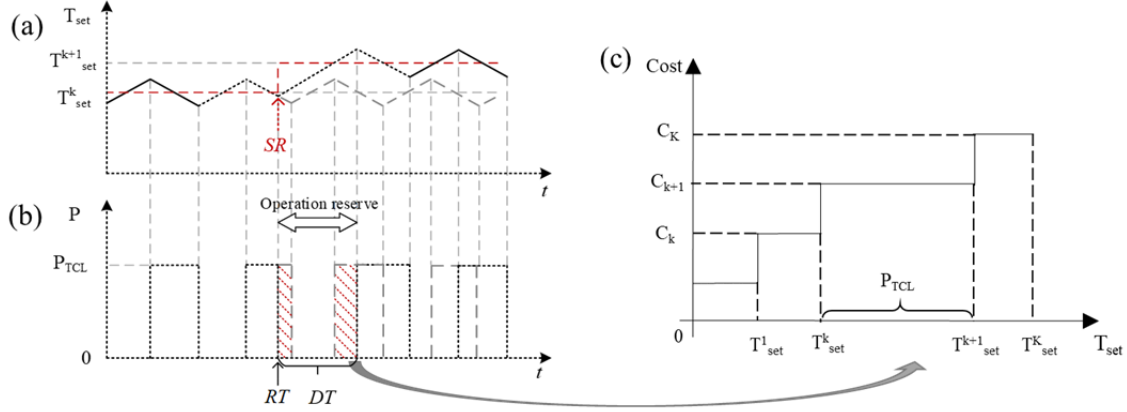 (a)
T_set
T^{k+1}_set
T^k_set
SR
t
(b)
P
Operation reserve
P_TCL
0
t
RT
DT
(c)
Cost
C_K
C_{k+1}
C_k
P_TCL
0
T^1_set
T^k_set
T^{k+1}_set
T^K_set
T_set